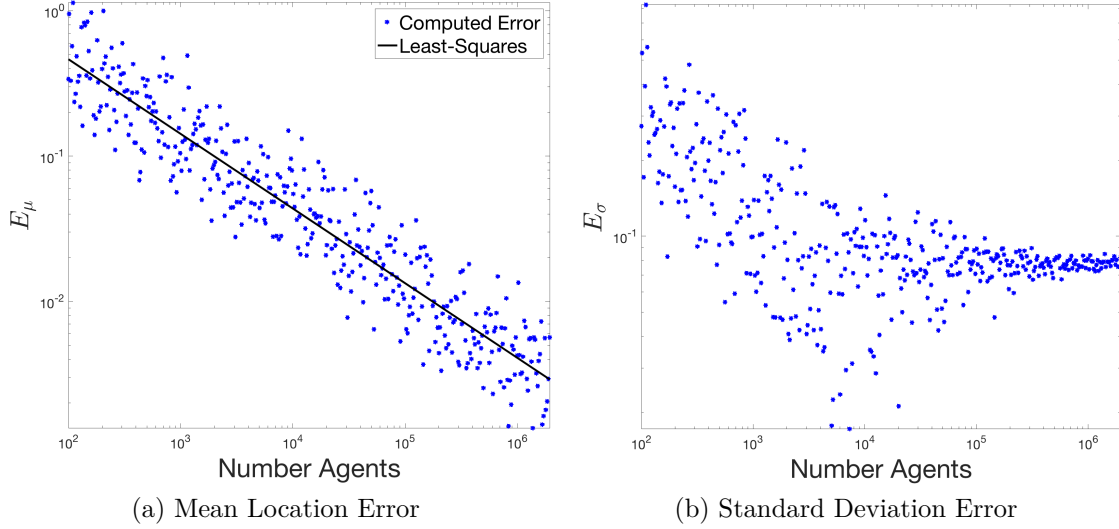 10⁰
10⁻¹
10⁻²
E_μ
Computed Error
Least-Squares
10² 10³ 10⁴ 10⁵ 10⁶
Number Agents
(a) Mean Location Error
10⁻¹
E_σ
10² 10³ 10⁴ 10⁵ 10⁶
Number Agents
(b) Standard Deviation Error